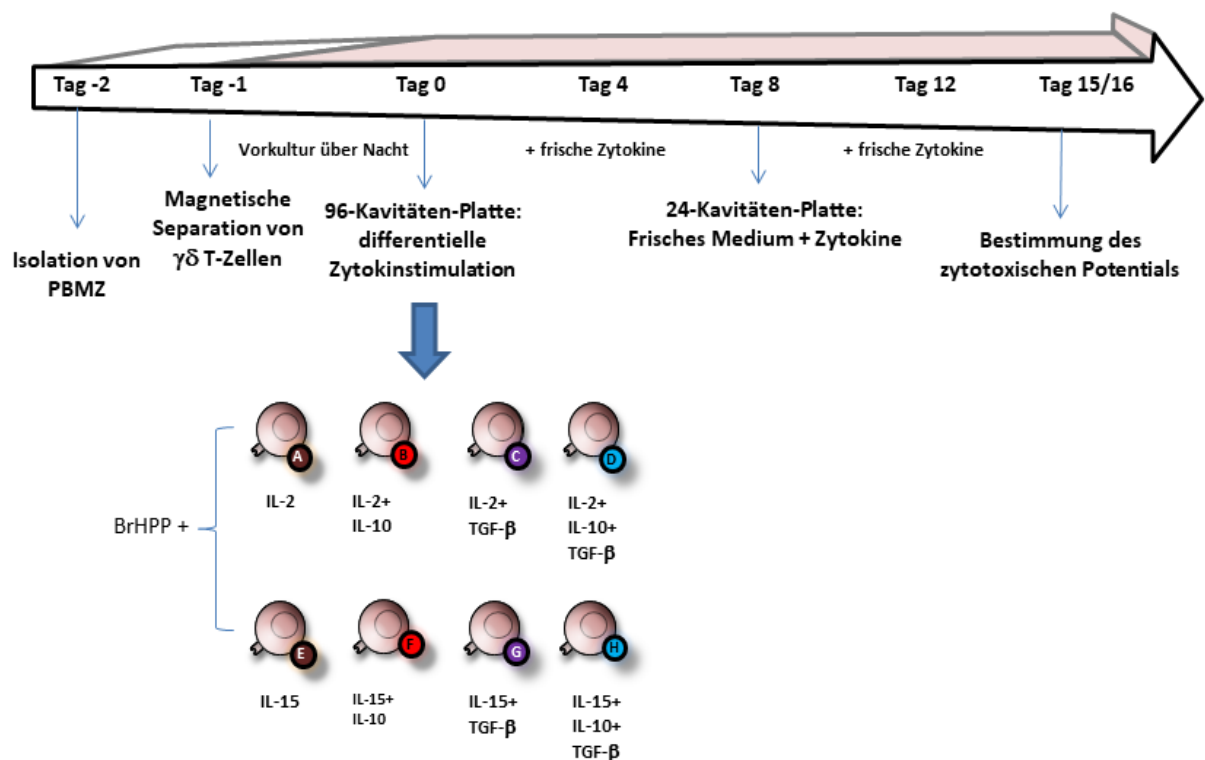 Tag -2 Tag -1 Tag 0 Tag 4 Tag 8 Tag 12 Tag 15/16
Vorkultur über Nacht + frische Zytokine + frische Zytokine
Isolation von
PBMZ
Magnetische
Separation von
γδ T-Zellen
96-Kavitäten-Platte:
differentielle
Zytokinstimulation
24-Kavitäten-Platte:
Frisches Medium + Zytokine
Bestimmung des
zytotoxischen Potentials
BrHPP +
A
IL-2
B
IL-2+
IL-10
C
IL-2+
TGF-β
D
IL-2+
IL-10+
TGF-β
E
IL-15
F
IL-15+
IL-10
G
IL-15+
TGF-β
H
IL-15+
IL-10+
TGF-β